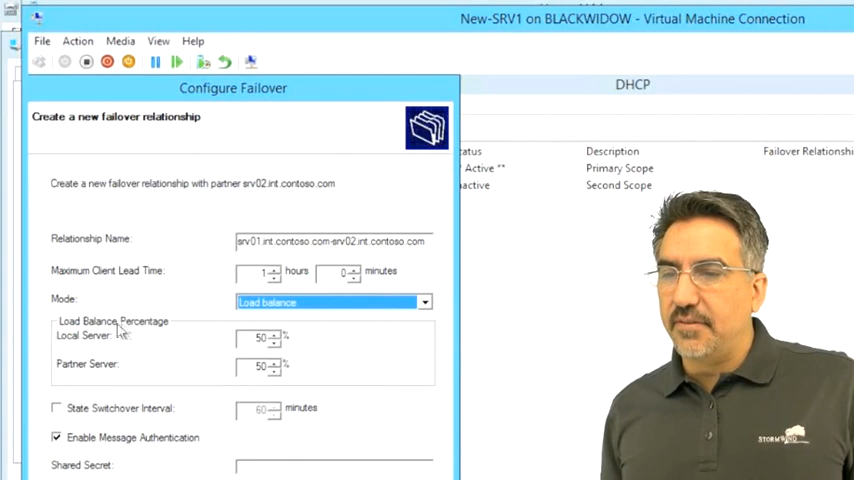 New-SRV1 on BLACKWIDOW - Virtual Machine Connection
File Action Media View Help
Configure Failover
DHCP
Create a new failover relationship
tatus Description Failover Relationshi
* Active ** Primary Scope
nactive Second Scope
Create a new failover relationship with partner srv02.int.contoso.com
Relationship Name: srv01.int.contoso.com-srv02.int.contoso.com
Maximum Client Lead Time: 1 hours 0 minutes
Mode: Load balance
Load Balance Percentage
Local Server: 50 %
Partner Server: 50 %
State Switchover Interval: 60 minutes
Enable Message Authentication
Shared Secret:
STORMWIND